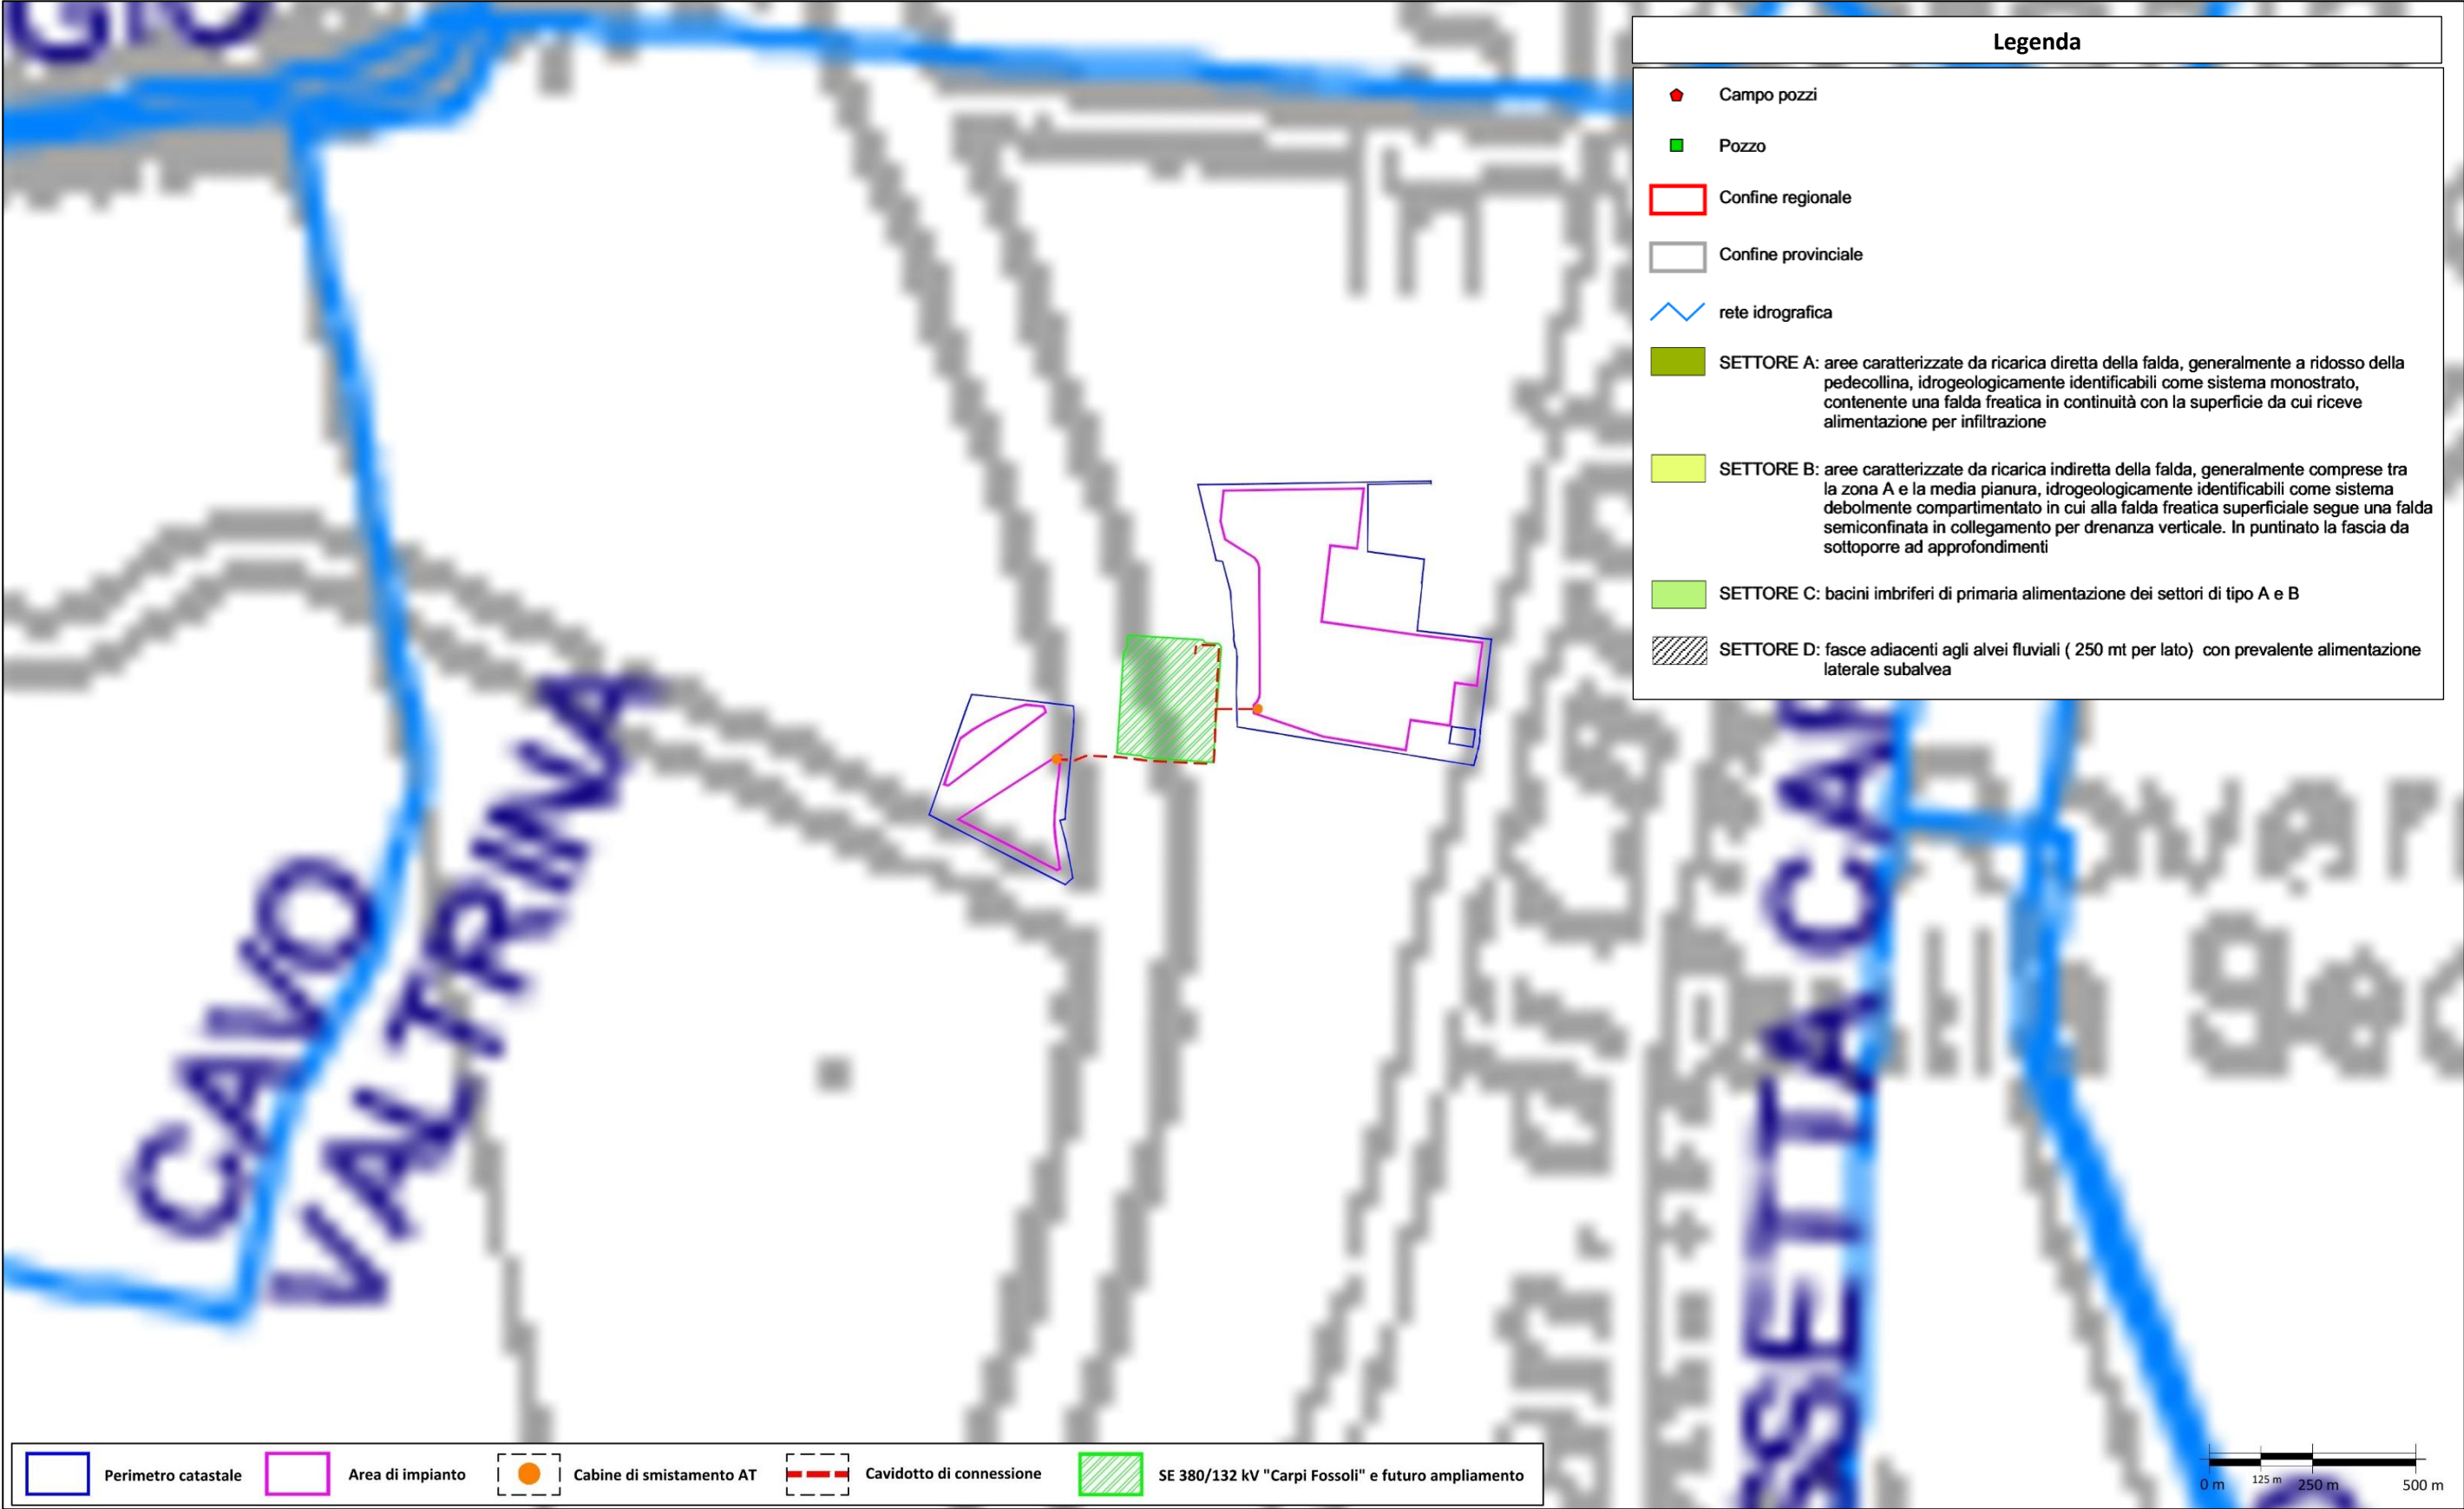 Legenda
Campo pozzi
Pozzo
Confine regionale
Confine provinciale
rete idrografica
SETTORE A: aree caratterizzate da ricarica diretta della falda, generalmente a ridosso della
pedecollina, idrogeologicamente identificabili come sistema monostrato,
contenente una falda freatica in continuità con la superficie da cui riceve
alimentazione per infiltrazione
SETTORE B: aree caratterizzate da ricarica indiretta della falda, generalmente comprese tra
la zona A e la media pianura, idrogeologicamente identificabili come sistema
debolmente compartimentato in cui alla falda freatica superficiale segue una falda
semiconfinata in collegamento per drenanza verticale. In puntinato la fascia da
sottoporre ad approfondimenti
SETTORE C: bacini imbriferi di primaria alimentazione dei settori di tipo A e B
SETTORE D: fasce adiacenti agli alvei fluviali ( 250 mt per lato) con prevalente alimentazione
laterale subalvea
CAVO
VALTRINA
Perimetro catastale
Area di impianto
Cabine di smistamento AT
Cavidotto di connessione
SE 380/132 kV "Carpi Fossoli" e futuro ampliamento
0 m 125 m 250 m 500 m